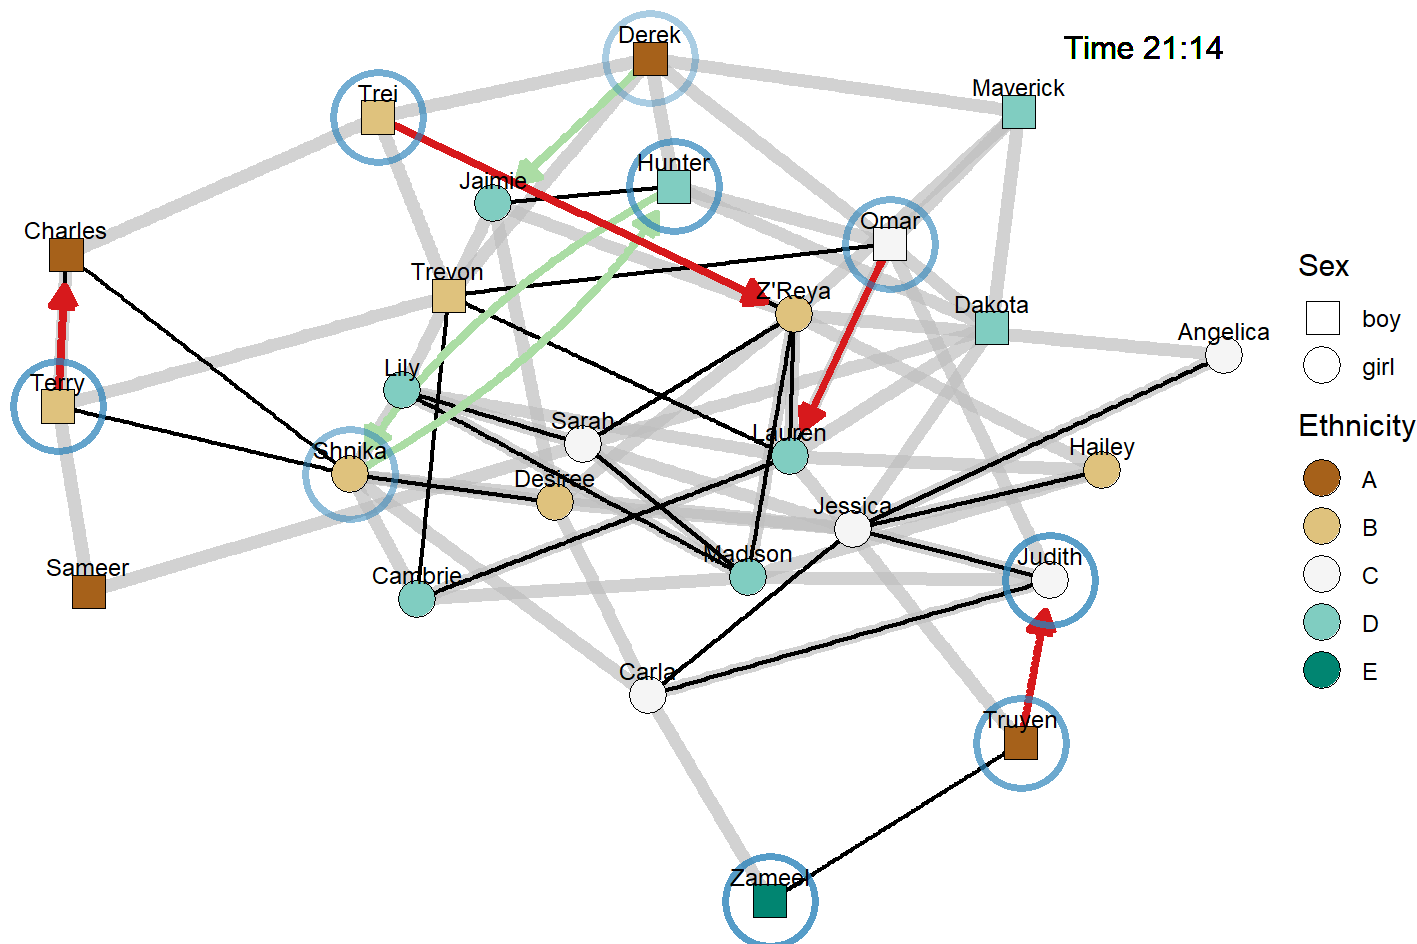 Derek
Time 21:14
Trei
Maverick
Hunter
Jaimie
Omar
Charles
Sex
Trevon
Z'Reya
Dakota
boy
Angelica
girl
Lily
Terry
Ethnicity
Sarah
Lauren
Shnika
Hailey
Desiree
A
Jessica
B
Madison
Judith
Sameer
Cambrie
C
D
Carla
E
Truyen
Zameel